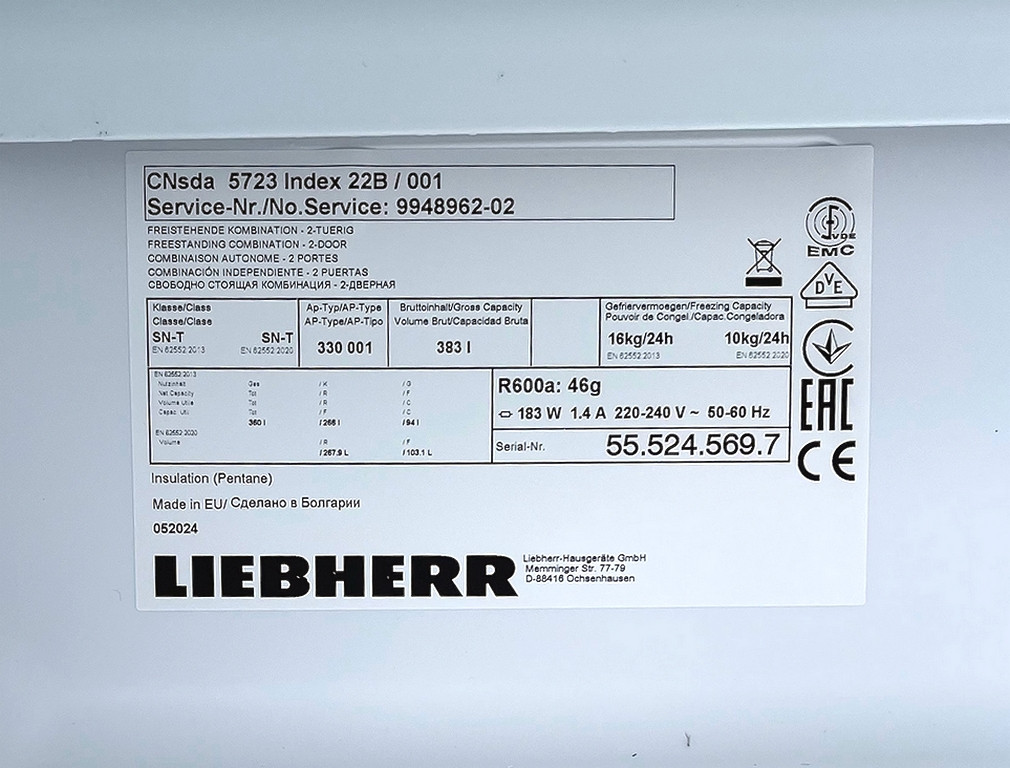 CNsda 5723 Index 22B / 001
Service-Nr./No.Service: 9948962-02
FREISTEHENDE KOMBINATION - 2-TUERIG
FREESTANDING COMBINATION - 2-DOOR
COMBINAISON AUTONOME - 2 PORTES
COMBINACIÓN INDEPENDIENTE - 2 PUERTAS
СВОБОДНО СТОЯЩАЯ КОМБИНАЦИЯ - 2-ДВЕРНАЯ
VDE
EMC
DVE
Klasse/Class
Classe/Clase
SN-T SN-T
EN 62552 2013 EN 62552 2020
Ap-Typ/AP-Type
AP-Type/AP-Tipo
330 001
Bruttoinhalt/Gross Capacity
Volume Brut/Capacidad Bruta
383 l
Gefriervermoegen/Freezing Capacity
Pouvoir de Congel./Capac.Congeladora
16kg/24h 10kg/24h
EN 62552 2013 EN 62552 2020
EN 62552 2013
Nutzinhalt Ges /K /G
Net Capacity Tot /R /F
Volume Utile Tot /R /C
Capac. Util Tot /F /C
360 l /266 l /94 l
EN 62552 2020
Volume /R /F
/267.9 L /103.1 L
R600a: 46g
183 W 1.4 A 220-240 V ~ 50-60 Hz
Serial-Nr. 55.524.569.7
EAC
CE
Insulation (Pentane)
Made in EU/ Сделано в Болгарии
052024
LIEBHERR
Liebherr-Hausgeräte GmbH
Memminger Str. 77-79
D-88416 Ochsenhausen